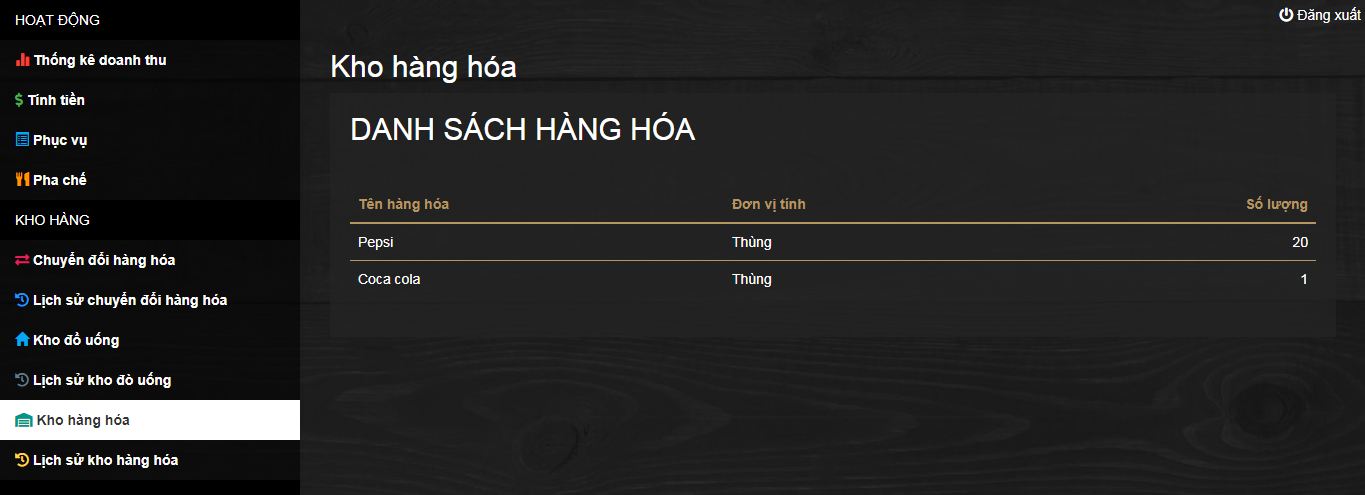 HOẠT ĐỘNG
Thống kê doanh thu
Tính tiền
Phục vụ
Pha chế
KHO HÀNG
Chuyển đổi hàng hóa
Lịch sử chuyển đổi hàng hóa
Kho đồ uống
Lịch sử kho đò uống
Kho hàng hóa
Lịch sử kho hàng hóa
Đăng xuất
Kho hàng hóa
DANH SÁCH HÀNG HÓA
Tên hàng hóa Đơn vị tính Số lượng
Pepsi Thùng 20
Coca cola Thùng 1